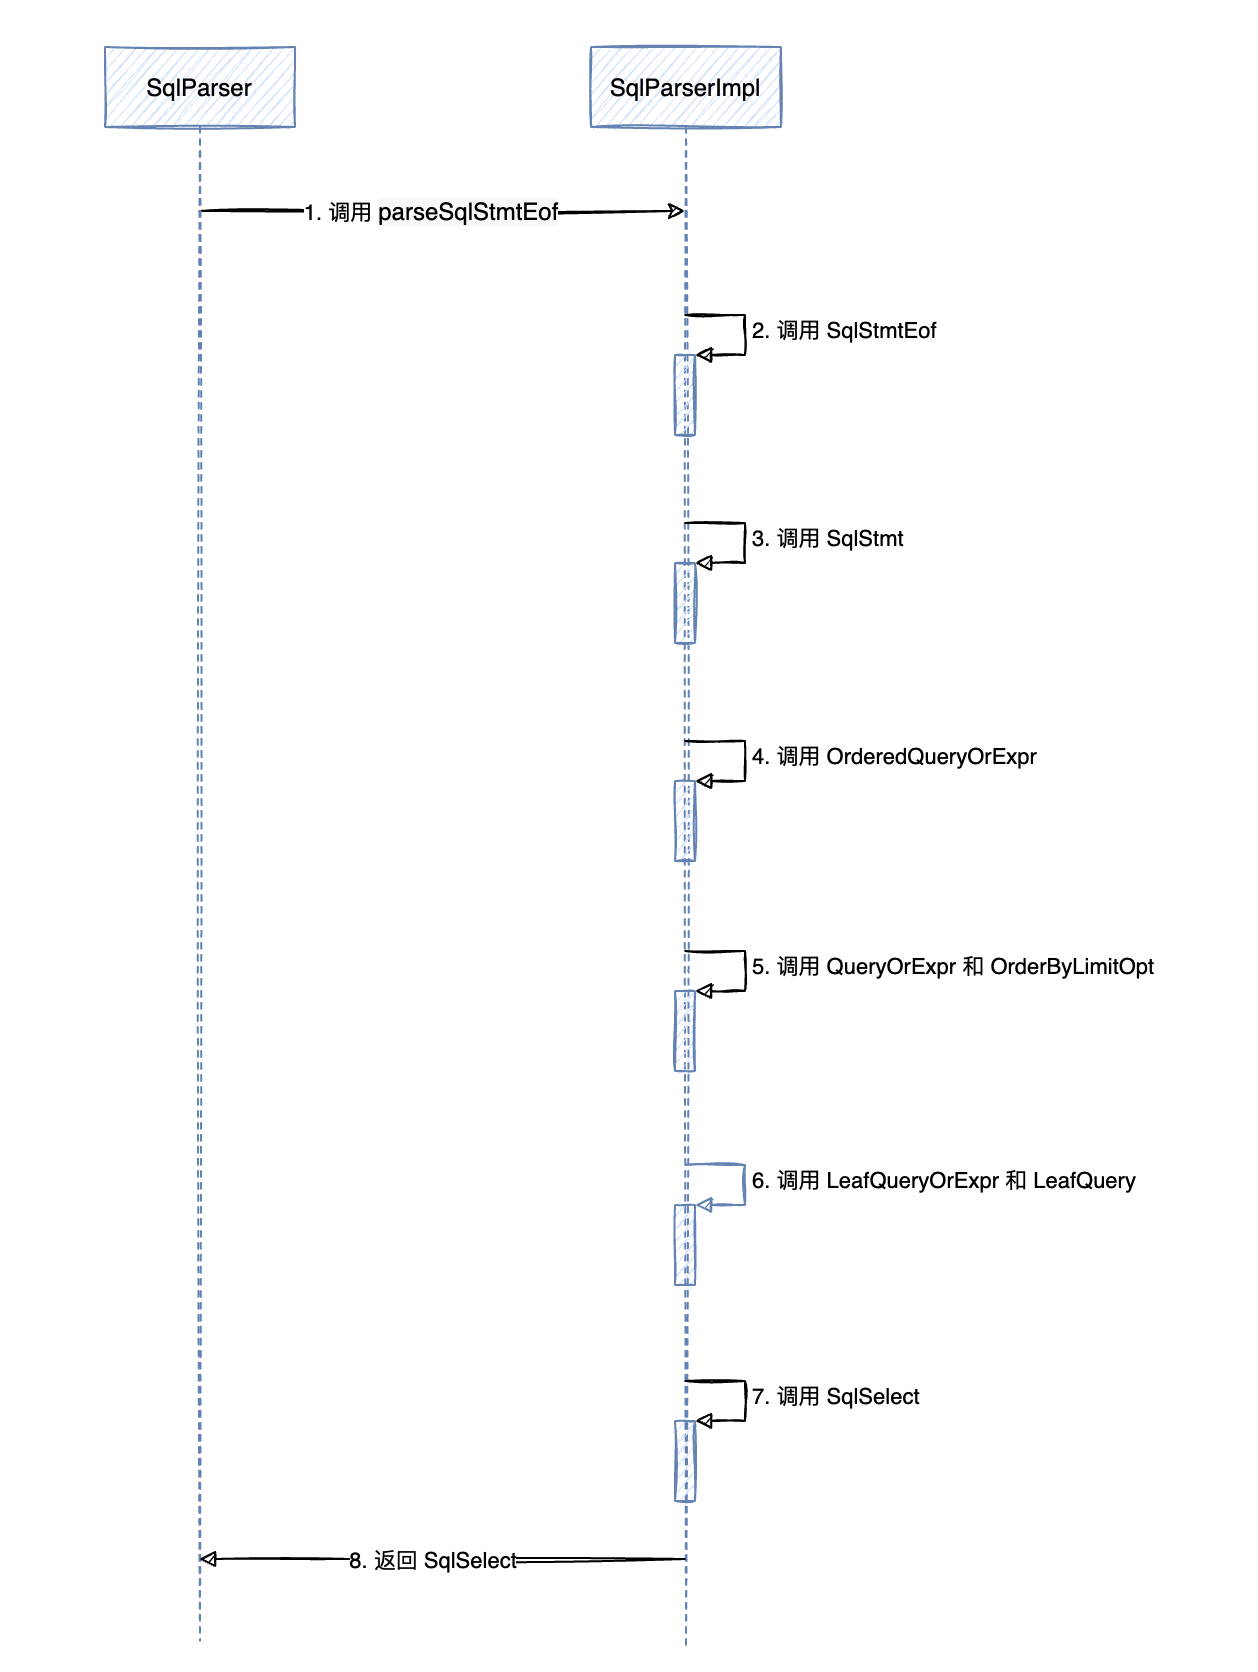 SqlParser
SqlParserImpl
1. 调用 parseSqlStmtEof
2. 调用 SqlStmtEof
3. 调用 SqlStmt
4. 调用 OrderedQueryOrExpr
5. 调用 QueryOrExpr 和 OrderByLimitOpt
6. 调用 LeafQueryOrExpr 和 LeafQuery
7. 调用 SqlSelect
8. 返回 SqlSelect